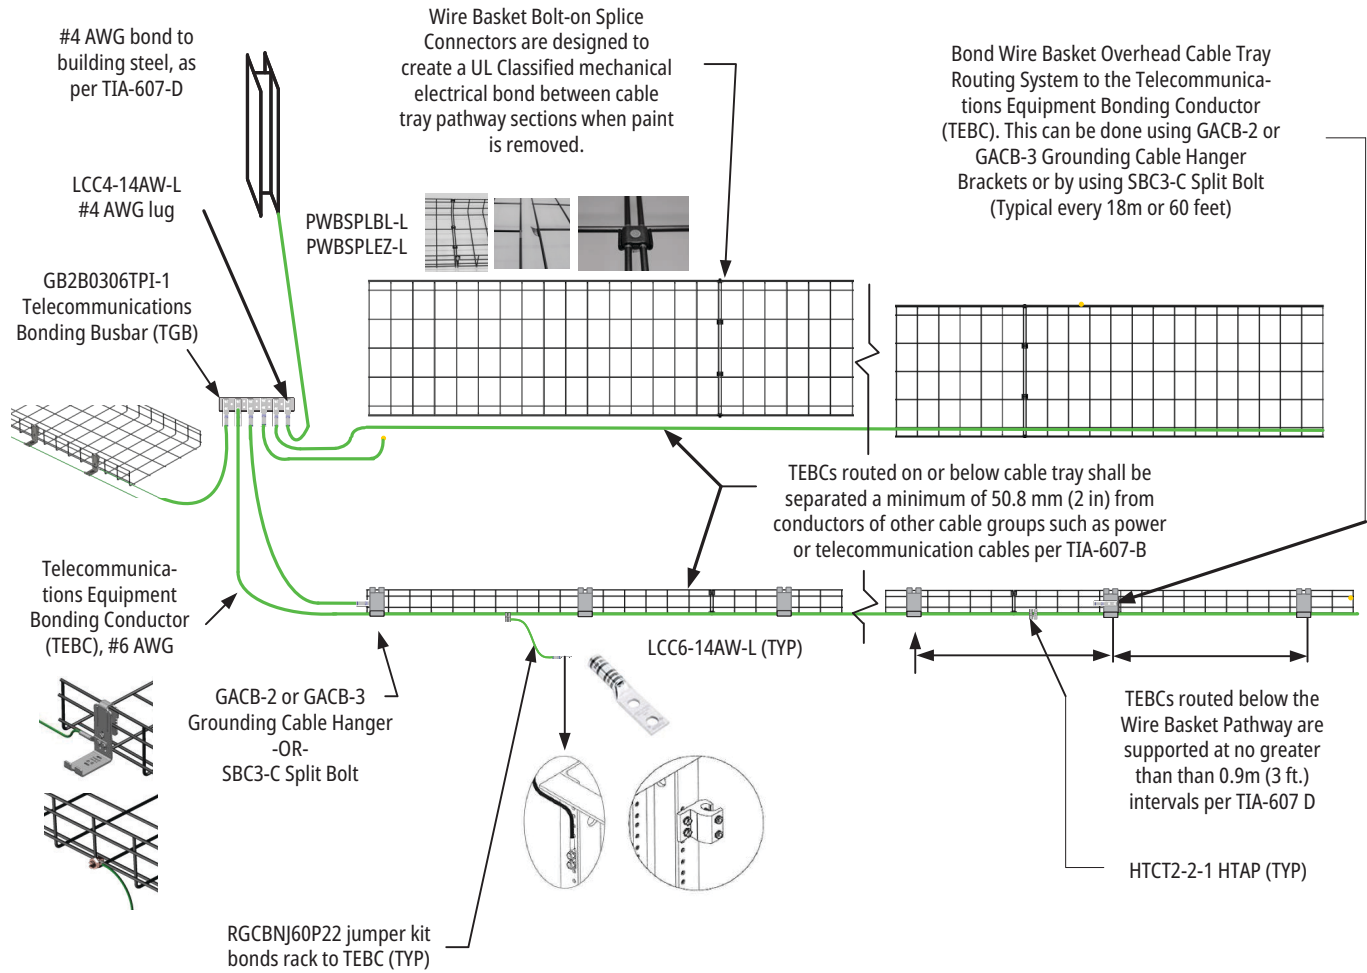 #4 AWG bond to
building steel, as
per TIA-607-D
Wire Basket Bolt-on Splice
Connectors are designed to
create a UL Classified mechanical
electrical bond between cable
tray pathway sections when paint
is removed.
Bond Wire Basket Overhead Cable Tray
Routing System to the Telecommunica-
tions Equipment Bonding Conductor
(TEBC). This can be done using GACB-2 or
GACB-3 Grounding Cable Hanger
Brackets or by using SBC3-C Split Bolt
(Typical every 18m or 60 feet)
LCC4-14AW-L
#4 AWG lug
PWBSPLBL-L
PWBSPLEZ-L
GB2B0306TPI-1
Telecommunications
Bonding Busbar (TGB)
TEBCs routed on or below cable tray shall be
separated a minimum of 50.8 mm (2 in) from
conductors of other cable groups such as power
or telecommunication cables per TIA-607-B
Telecommunica-
tions Equipment
Bonding Conductor
(TEBC), #6 AWG
LCC6-14AW-L (TYP)
GACB-2 or GACB-3
Grounding Cable Hanger
-OR-
SBC3-C Split Bolt
TEBCs routed below the
Wire Basket Pathway are
supported at no greater
than than 0.9m (3 ft.)
intervals per TIA-607 D
HTCT2-2-1 HTAP (TYP)
RGCBNJ60P22 jumper kit
bonds rack to TEBC (TYP)